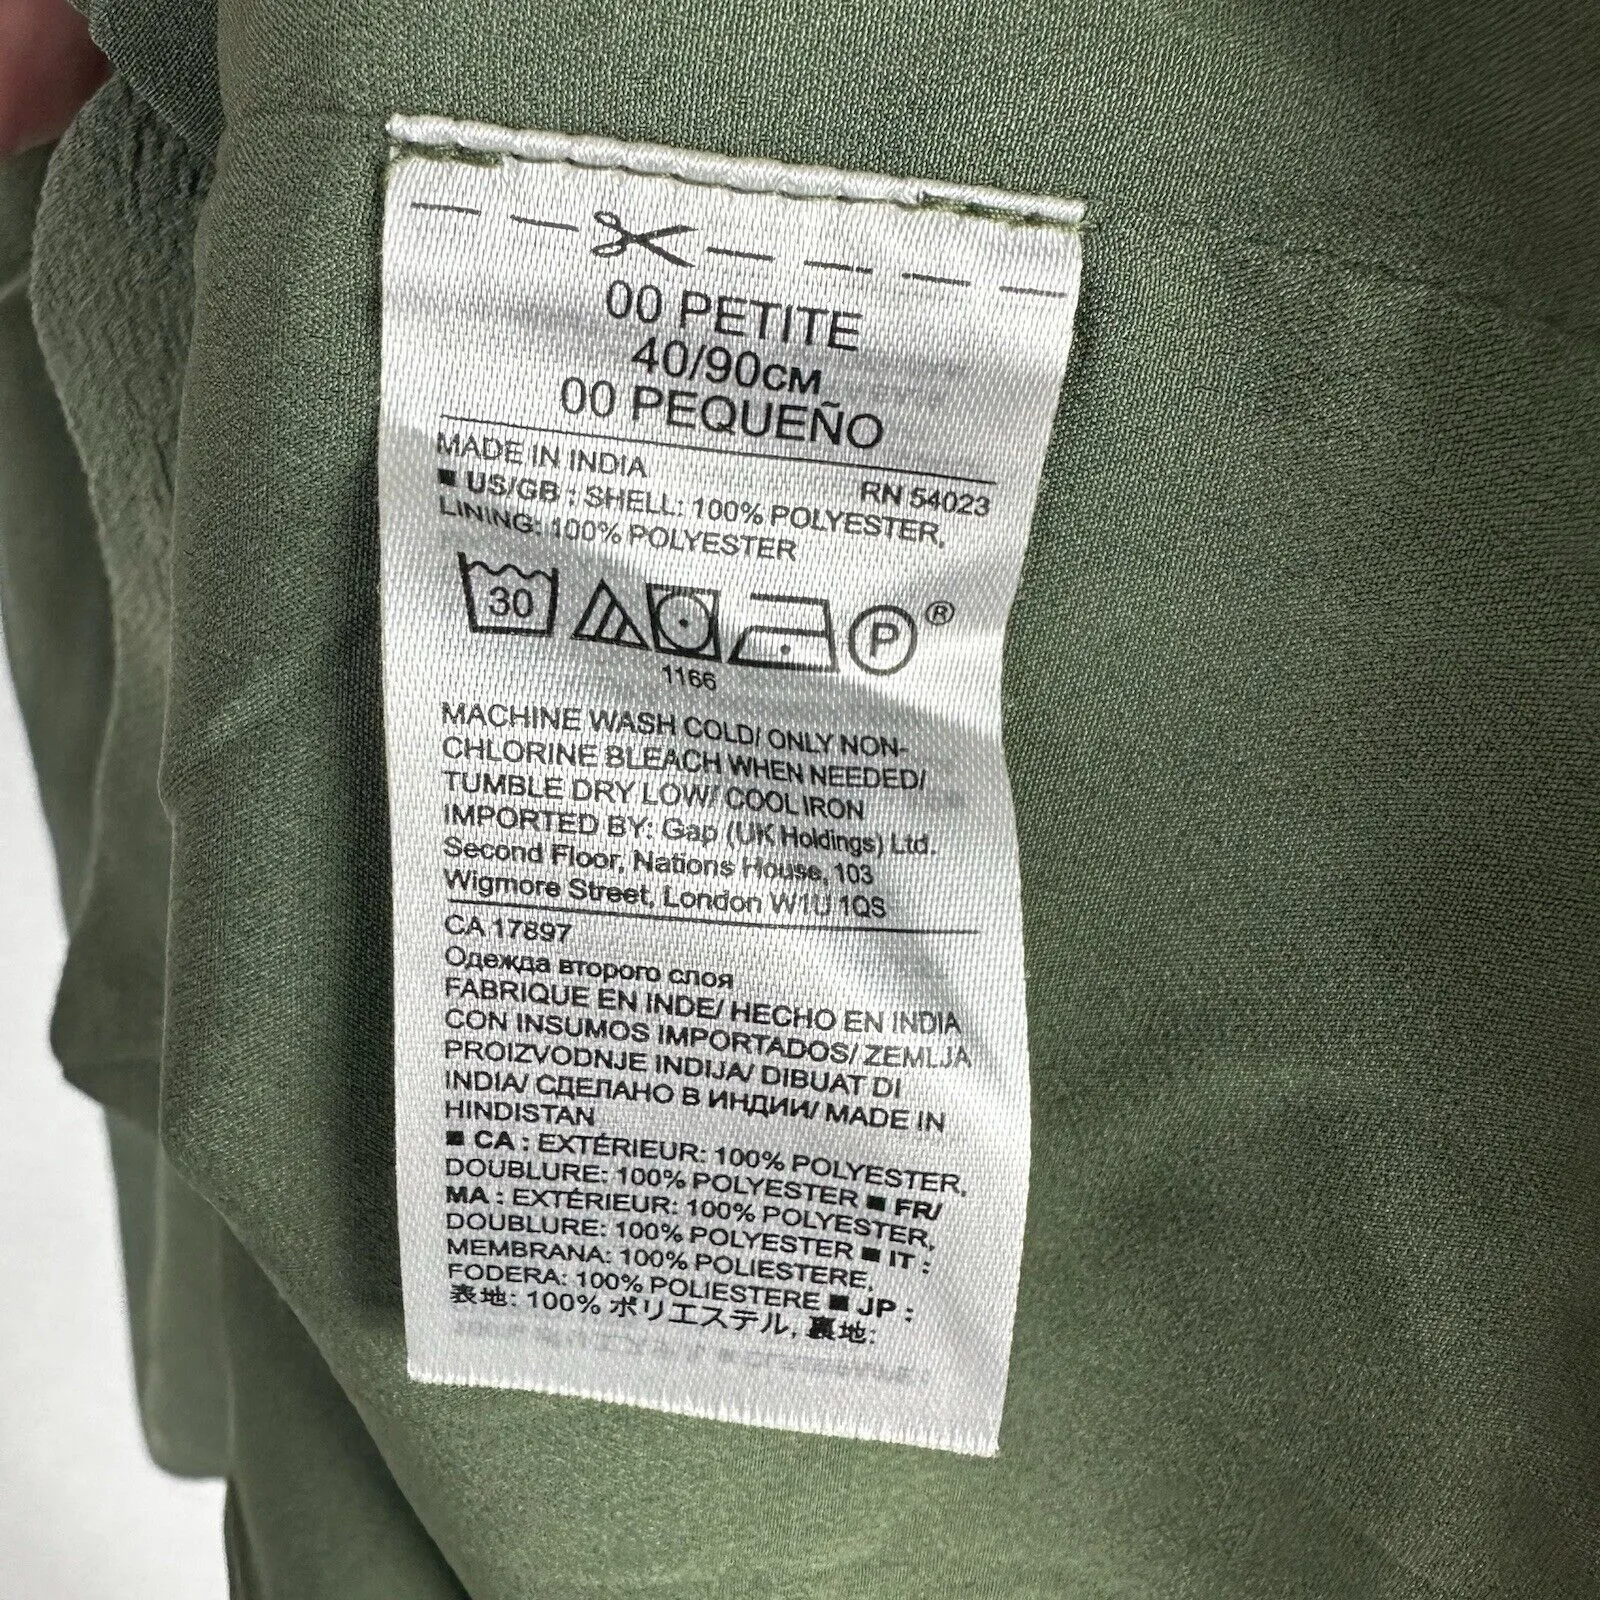 00 PETITE
40/90CM
00 PEQUEÑO
MADE IN INDIA
RN 54023
■ US/GB : SHELL: 100% POLYESTER,
LINING: 100% POLYESTER
30 P ®
1166
MACHINE WASH COLD/ ONLY NON-
CHLORINE BLEACH WHEN NEEDED/
TUMBLE DRY LOW/ COOL IRON
IMPORTED BY: Gap (UK Holdings) Ltd.
Second Floor, Nations House, 103
Wigmore Street, London W1U 1QS
CA 17897
Одежда второго слоя
FABRIQUE EN INDE/ HECHO EN INDIA
CON INSUMOS IMPORTADOS/ ZEMLJA
PROIZVODNJE INDIJA/ DIBUAT DI
INDIA/ СДЕЛАНО В ИНДИИ/ MADE IN
HINDISTAN
■ CA : EXTÉRIEUR: 100% POLYESTER,
DOUBLURE: 100% POLYESTER ■ FR/
MA : EXTÉRIEUR: 100% POLYESTER,
DOUBLURE: 100% POLYESTER ■ IT :
MEMBRANA: 100% POLIESTERE,
FODERA: 100% POLIESTERE ■ JP :
表地: 100% ポリエステル, 裏地: